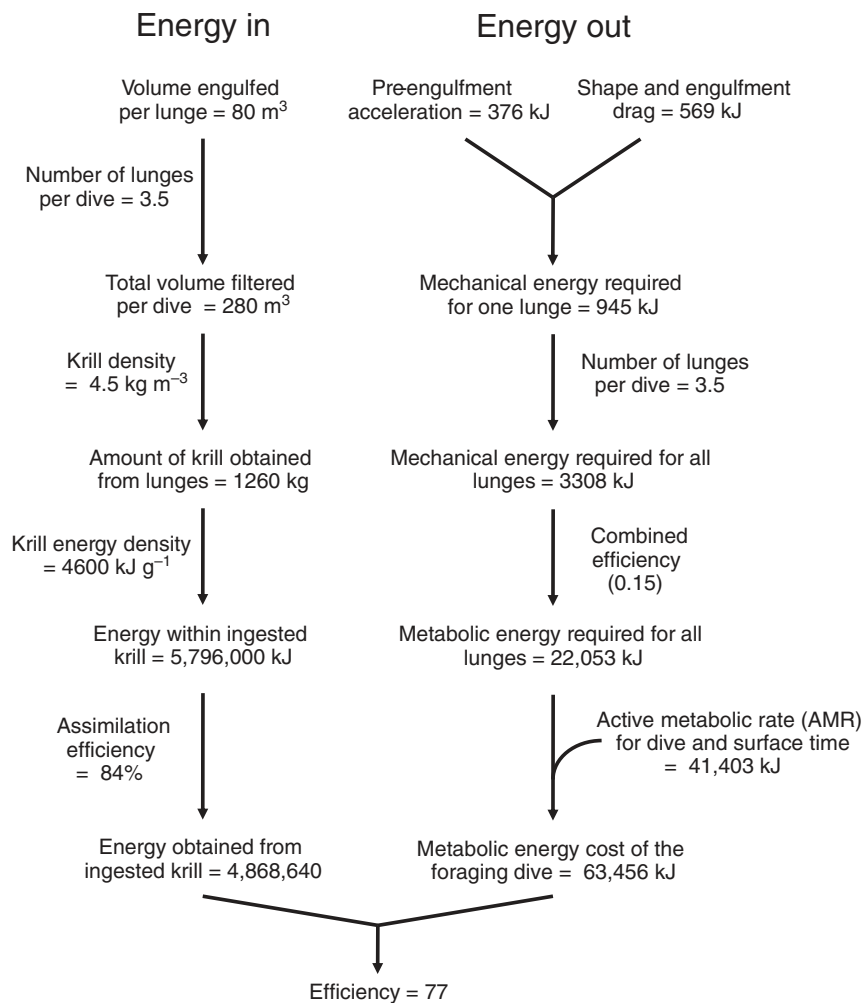 Energy in
Energy out
Volume engulfed
per lunge = 80 m³
Pre-engulfment
acceleration = 376 kJ
Shape and engulfment
drag = 569 kJ
Number of lunges
per dive = 3.5
Total volume filtered
per dive = 280 m³
Mechanical energy required
for one lunge = 945 kJ
Krill density
= 4.5 kg m⁻³
Number of lunges
per dive = 3.5
Amount of krill obtained
from lunges = 1260 kg
Mechanical energy required for all
lunges = 3308 kJ
Krill energy density
= 4600 kJ g⁻¹
Combined
efficiency
(0.15)
Energy within ingested
krill = 5,796,000 kJ
Metabolic energy required for all
lunges = 22,053 kJ
Assimilation
efficiency
= 84%
Active metabolic rate (AMR)
for dive and surface time
= 41,403 kJ
Energy obtained from
ingested krill = 4,868,640
Metabolic energy cost of the
foraging dive = 63,456 kJ
Efficiency = 77